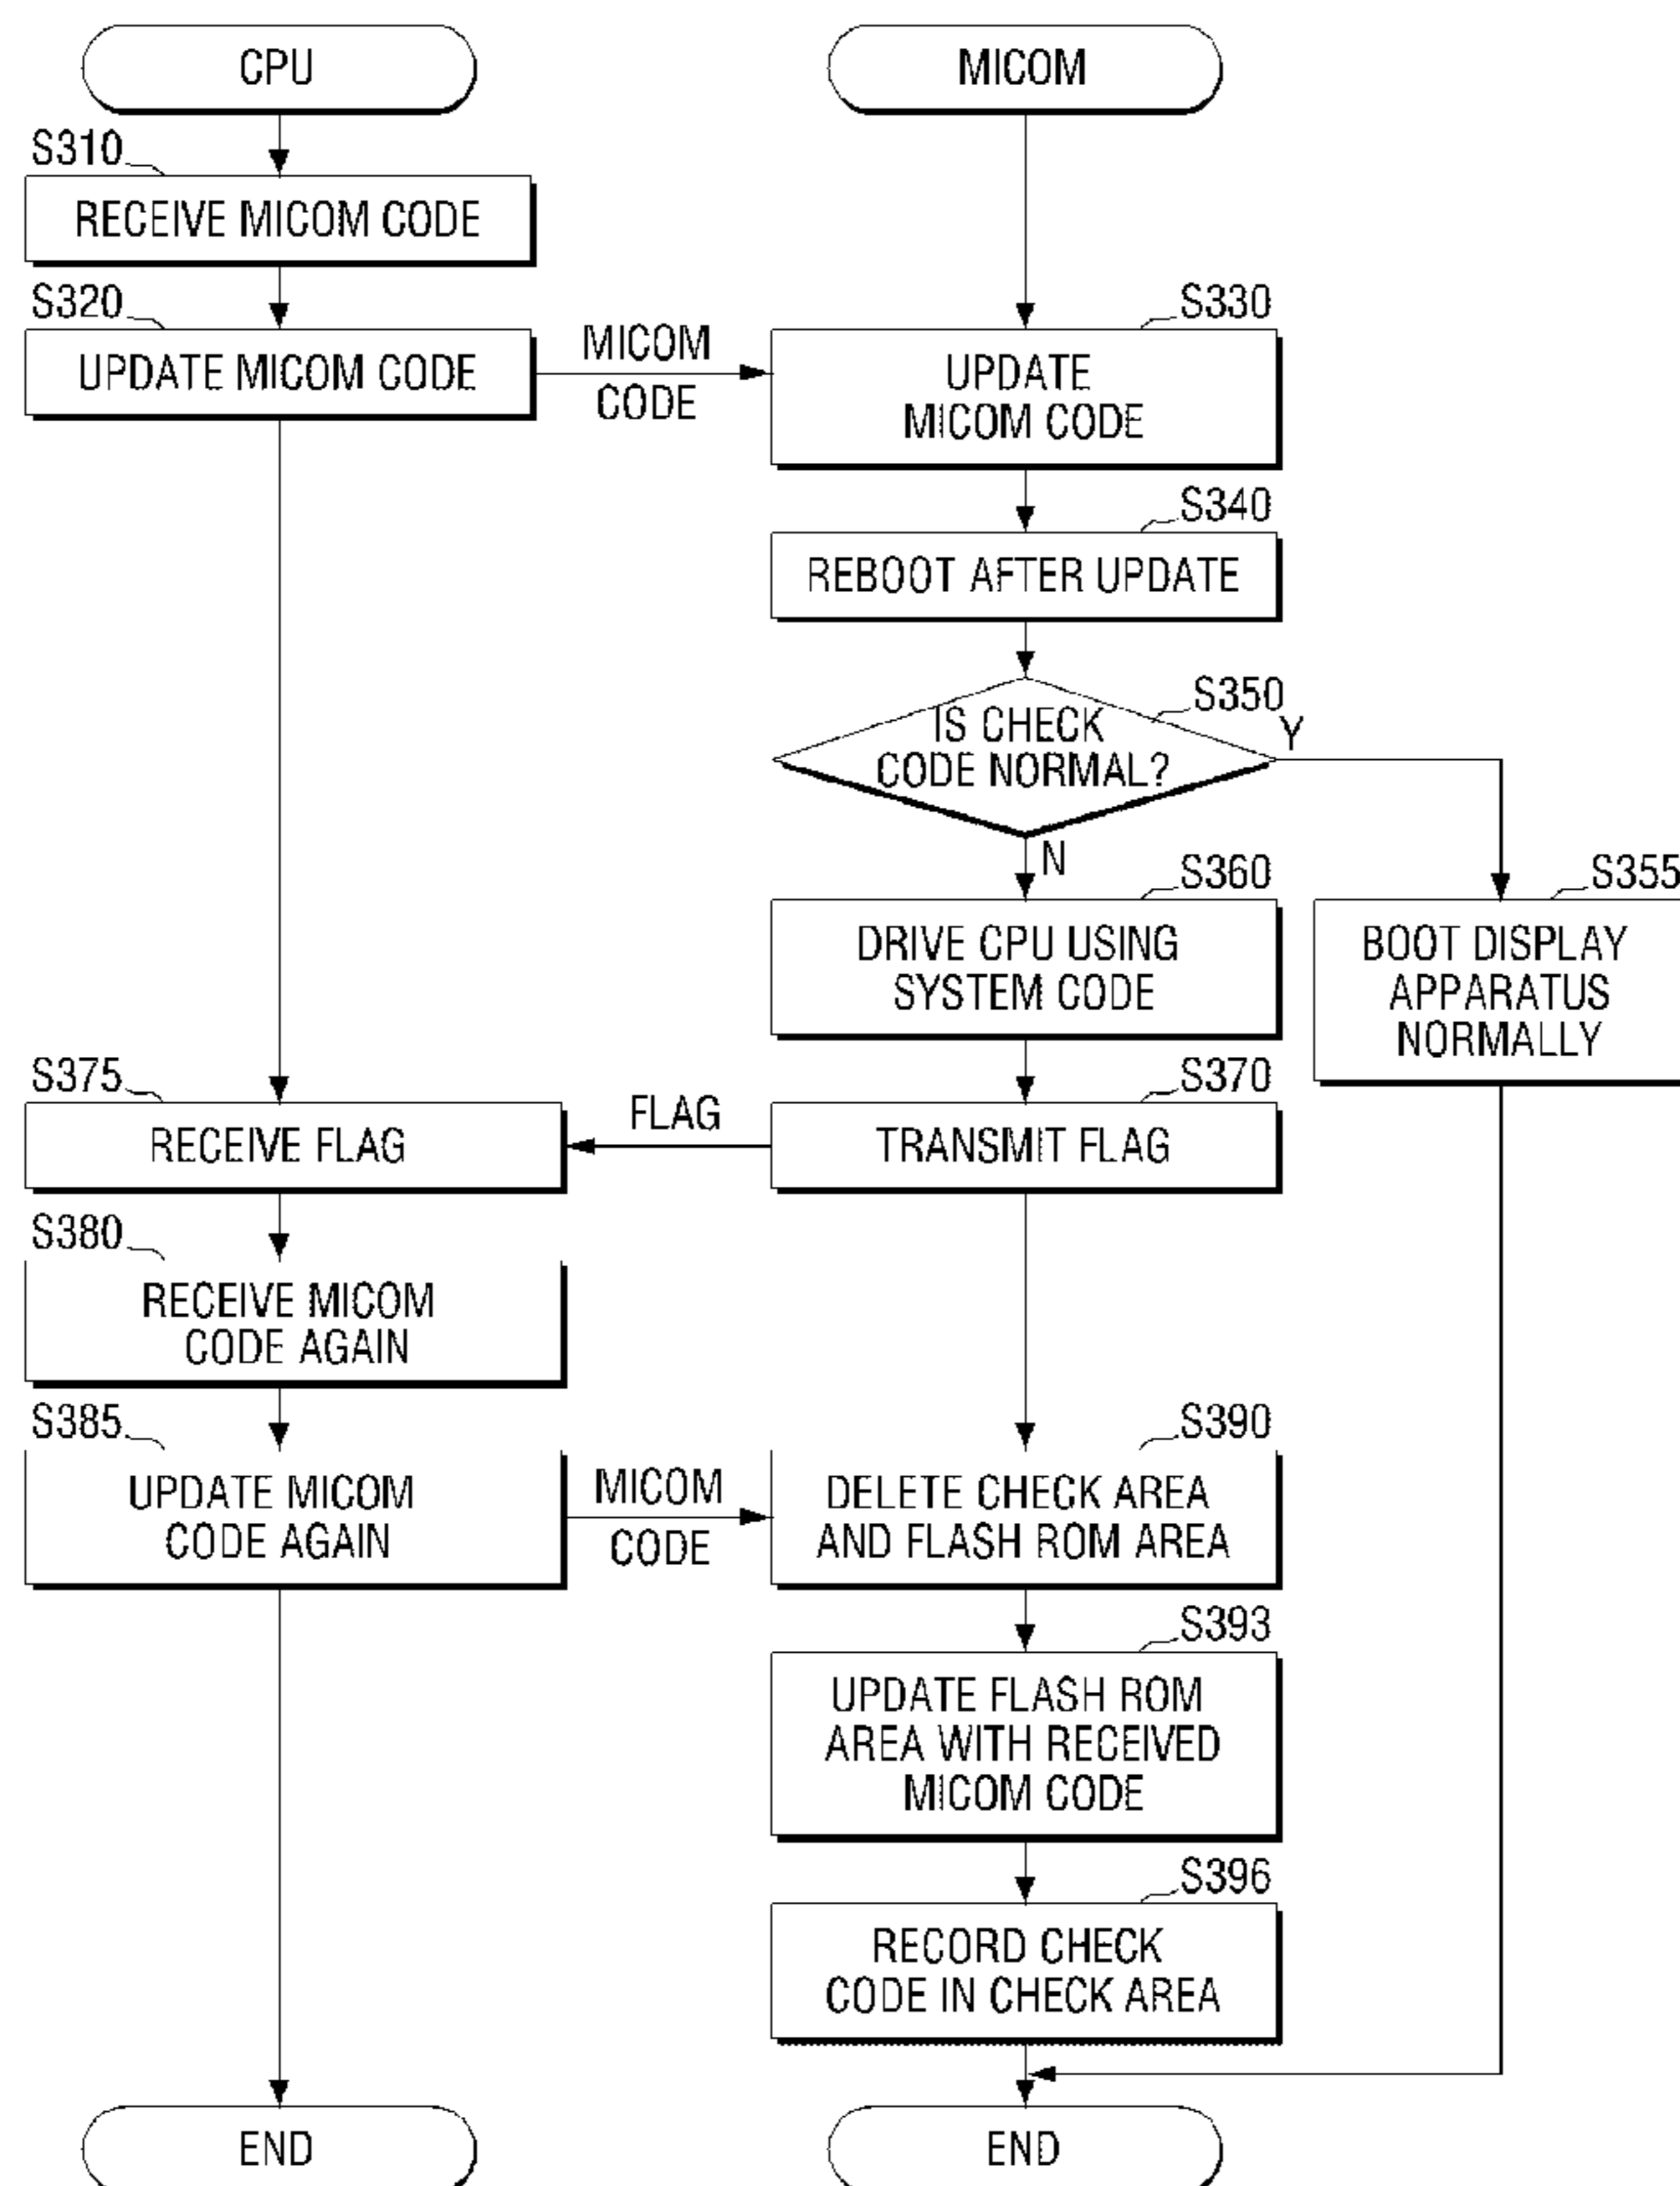 CPU
MICOM
S310
RECEIVE MICOM CODE
S320
UPDATE MICOM CODE
MICOM
CODE
S330
UPDATE
MICOM CODE
S340
REBOOT AFTER UPDATE
S350
IS CHECK
CODE NORMAL?
Y
N
S360
DRIVE CPU USING
SYSTEM CODE
S355
BOOT DISPLAY
APPARATUS
NORMALLY
S375
RECEIVE FLAG
FLAG
S370
TRANSMIT FLAG
S380
RECEIVE MICOM
CODE AGAIN
S385
UPDATE MICOM
CODE AGAIN
MICOM
CODE
S390
DELETE CHECK AREA
AND FLASH ROM AREA
S393
UPDATE FLASH ROM
AREA WITH RECEIVED
MICOM CODE
S396
RECORD CHECK
CODE IN CHECK AREA
END
END